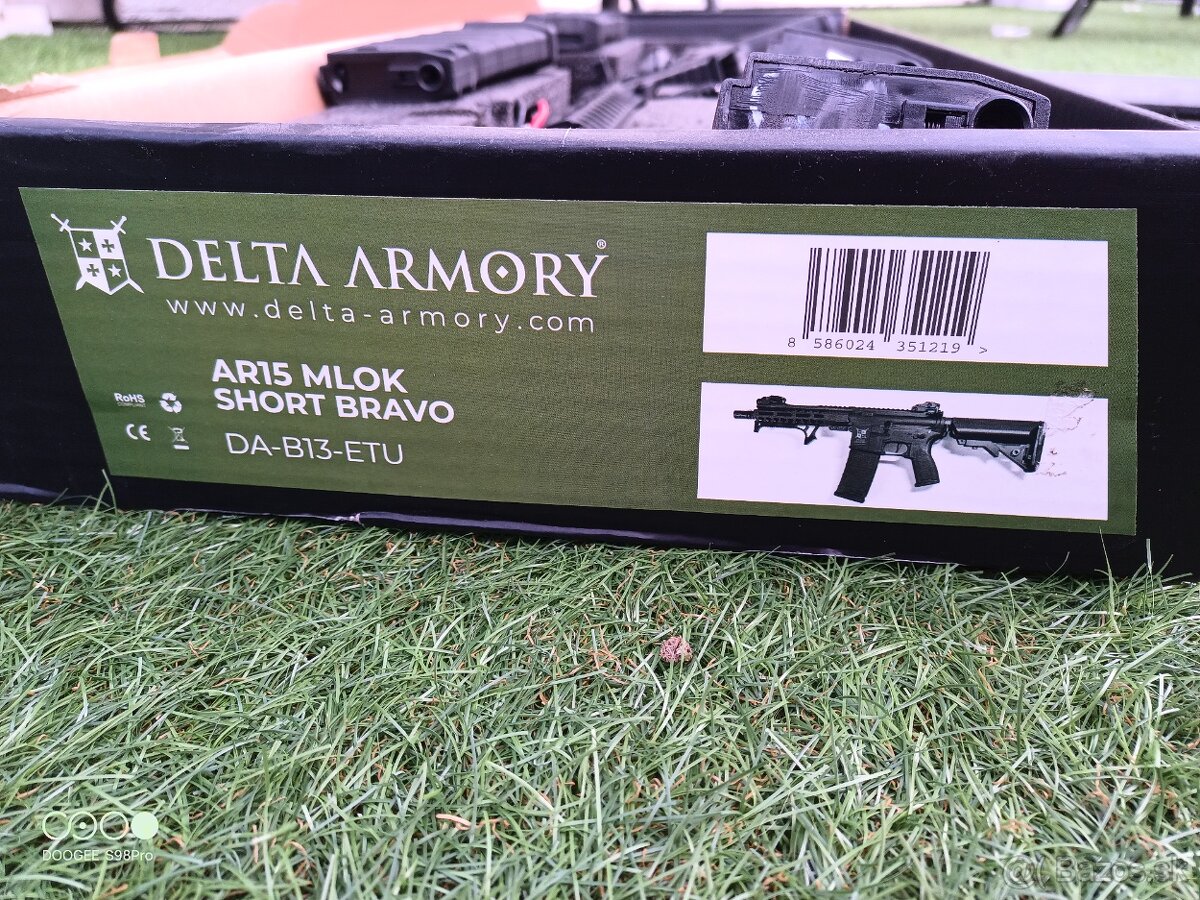 DELTA ARMORY®
www.delta-armory.com
AR15 MLOK
SHORT BRAVO
DA-B13-ETU
RoHS
COMPLIANT
CE
8 586024 351219 >
DOOGEE S98Pro
@ Bazos.sk